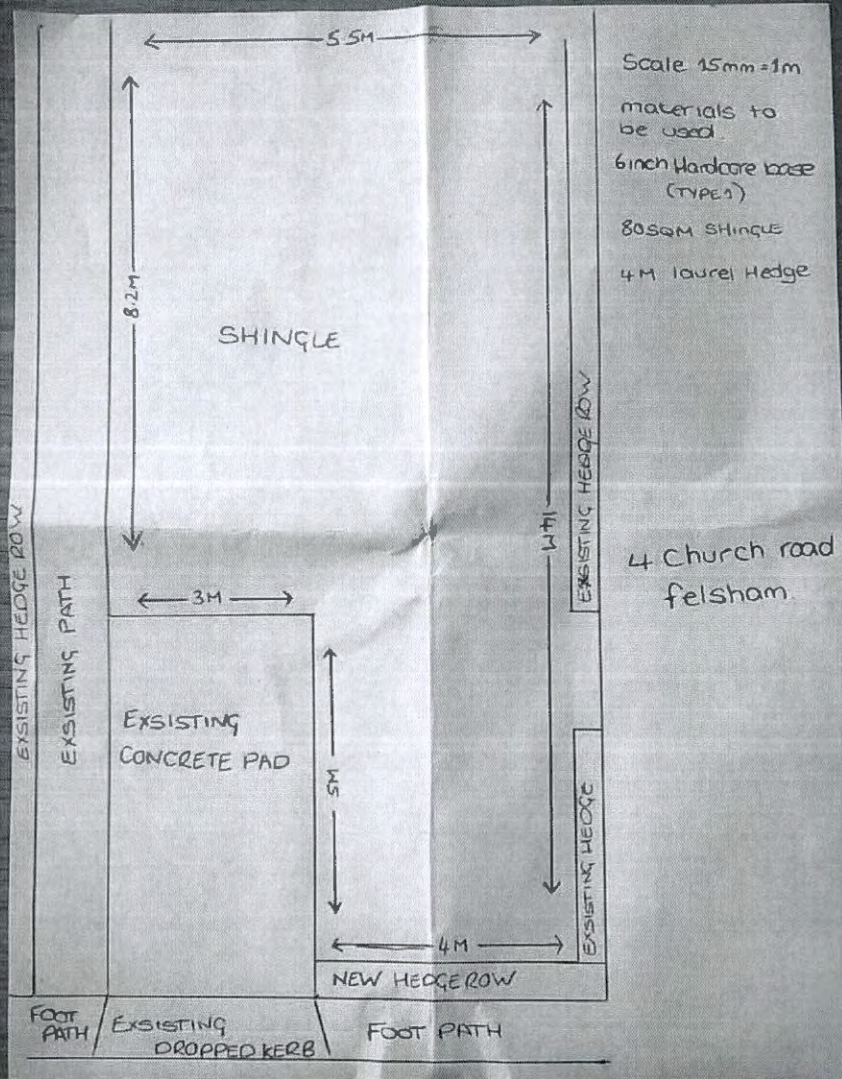 5.5M
Scale 15mm = 1m
materials to
be used.
6inch Hardcore base
(TYPE 1)
80SQM SHINGLE
4M laurel Hedge
8.2M
SHINGLE
14M
EXSISTING HEDGE ROW
4 Church road
felsham.
EXSISTING HEDGE ROW
EXSISTING PATH
3M
EXSISTING
CONCRETE PAD
5M
EXSISTING HEDGE
4M
NEW HEDGEROW
FOOT
PATH
EXSISTING
DROPPED KERB
FOOT PATH